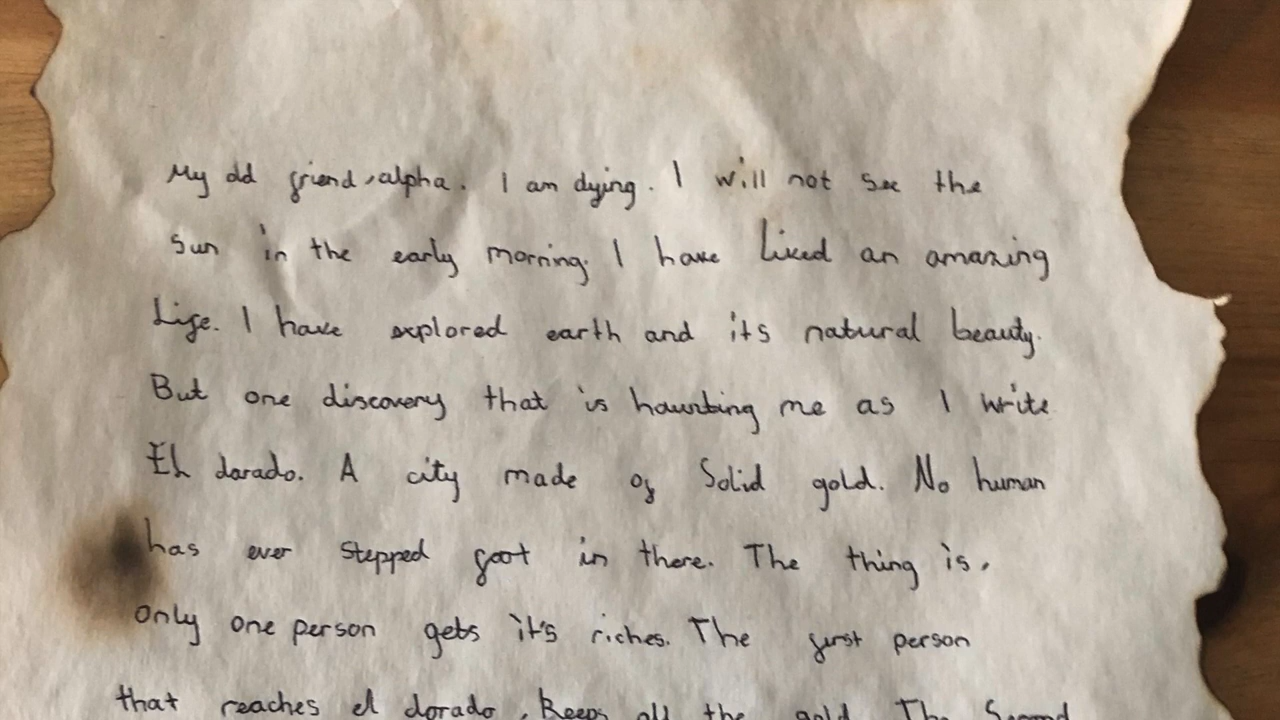 My old friend, alpha. I am dying. I will not see the
Sun in the early morning. I have lived an amazing
Life. I have explored earth and its natural beauty.
But one discovery that is haunting me as I write
El dorado. A city made of Solid gold. No human
has ever stepped foot in there. The thing is,
only one person gets it's riches. The first person
that reaches el dorado, Keeps all the gold. The Second